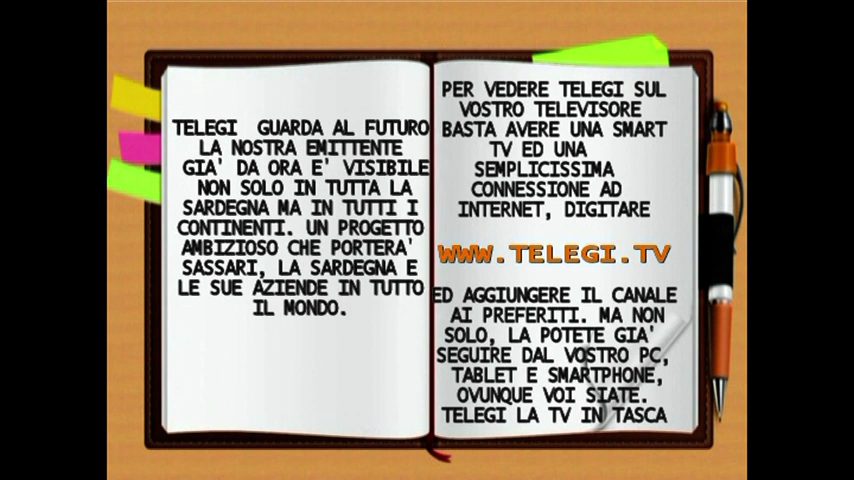 TELEGI GUARDA AL FUTURO
LA NOSTRA EMITTENTE
GIA' DA ORA E' VISIBILE
NON SOLO IN TUTTA LA
SARDEGNA MA IN TUTTI I
CONTINENTI. UN PROGETTO
AMBIZIOSO CHE PORTERA'
SASSARI, LA SARDEGNA E
LE SUE AZIENDE IN TUTTO
IL MONDO.
PER VEDERE TELEGI SUL
VOSTRO TELEVISORE
BASTA AVERE UNA SMART
TV ED UNA
SEMPLICISSIMA
CONNESSIONE AD
INTERNET, DIGITARE
WWW.TELEGI.TV
ED AGGIUNGERE IL CANALE
AI PREFERITI. MA NON
SOLO, LA POTETE GIA'
SEGUIRE DAL VOSTRO PC,
TABLET E SMARTPHONE,
OVUNQUE VOI SIATE.
TELEGI LA TV IN TASCA